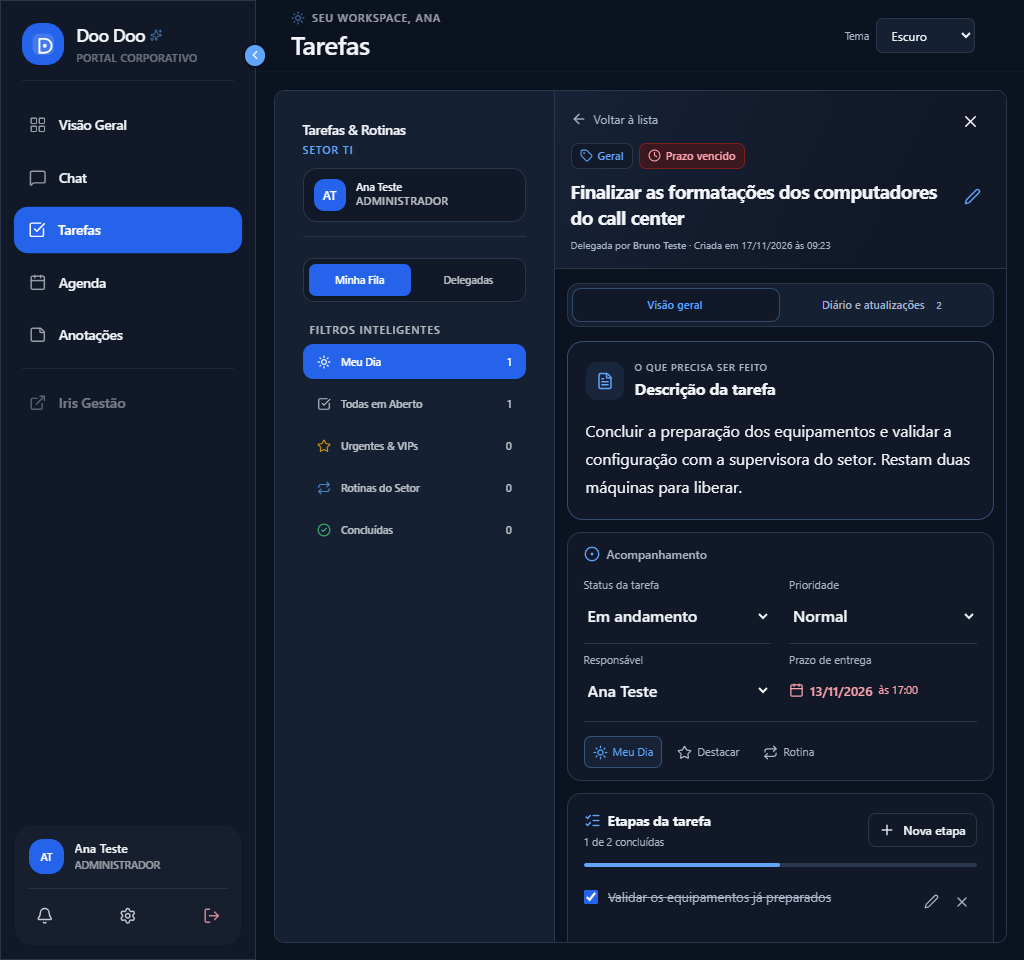 Doo Doo
PORTAL CORPORATIVO
Visão Geral
Chat
Tarefas
Agenda
Anotações
Iris Gestão
AT
Ana Teste
ADMINISTRADOR
SEU WORKSPACE, ANA
Tarefas
Tema
Escuro
Tarefas & Rotinas
SETOR TI
AT
Ana Teste
ADMINISTRADOR
Minha Fila
Delegadas
FILTROS INTELIGENTES
Meu Dia 1
Todas em Aberto 1
Urgentes & VIPs 0
Rotinas do Setor 0
Concluídas 0
Voltar à lista
Geral
Prazo vencido
Finalizar as formatações dos computadores
do call center
Delegada por Bruno Teste · Criada em 17/11/2026 às 09:23
Visão geral
Diário e atualizações 2
O QUE PRECISA SER FEITO
Descrição da tarefa
Concluir a preparação dos equipamentos e validar a
configuração com a supervisora do setor. Restam duas
máquinas para liberar.
Acompanhamento
Status da tarefa
Em andamento
Prioridade
Normal
Responsável
Ana Teste
Prazo de entrega
13/11/2026 às 17:00
Meu Dia
Destacar
Rotina
Etapas da tarefa
1 de 2 concluídas
Nova etapa
Validar os equipamentos já preparados